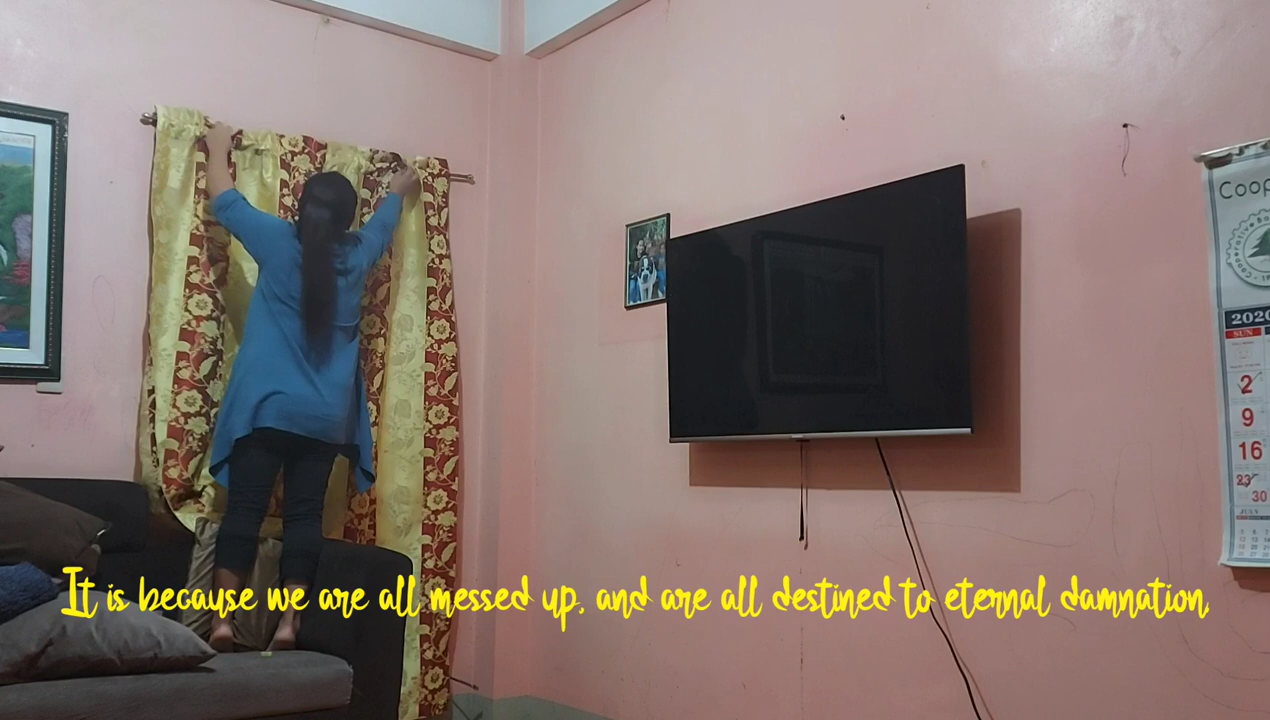 It is because we are all messed up, and are all destined to eternal damnation,
Coop
2020
SUN
2
9
16
23
30
JULY